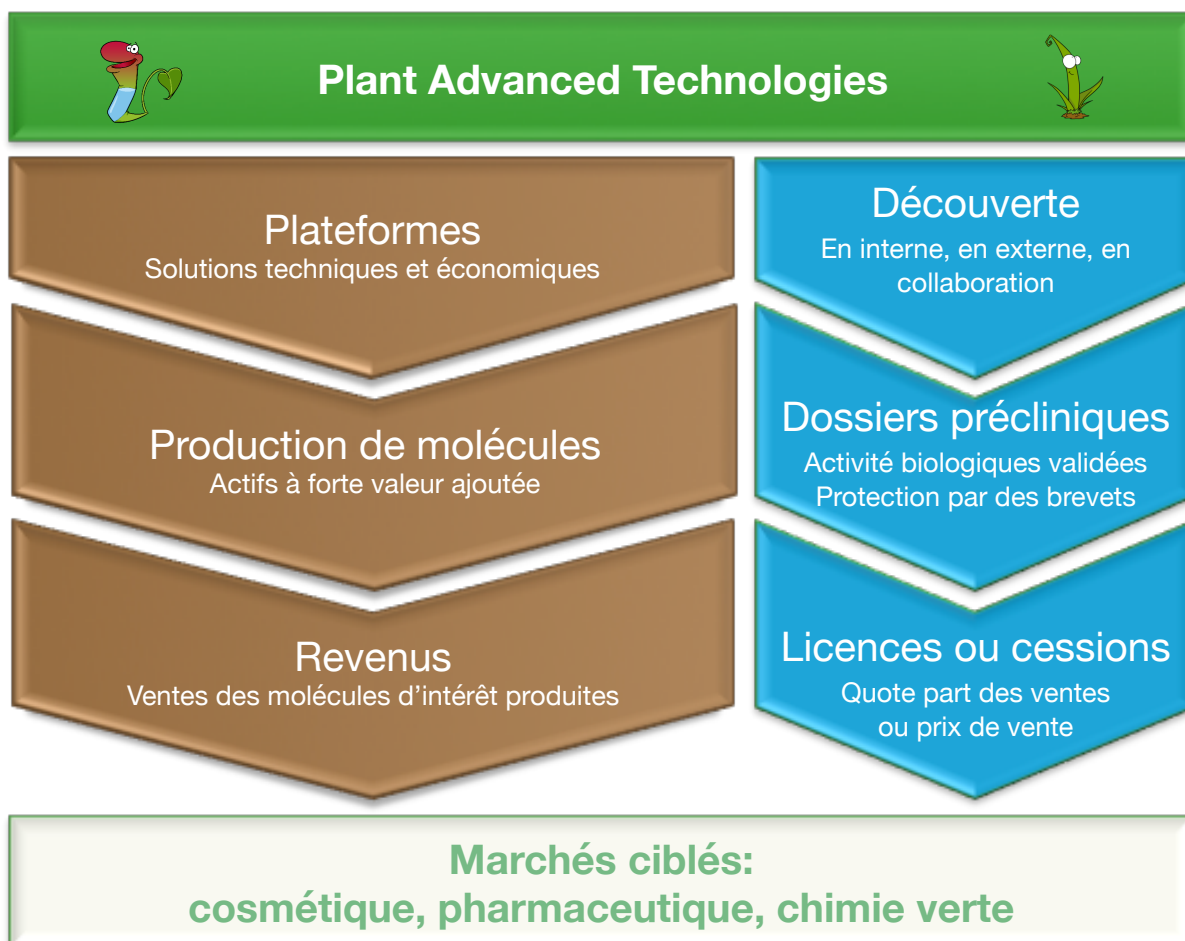 Plant Advanced Technologies
Plateformes
Solutions techniques et économiques
Production de molécules
Actifs à forte valeur ajoutée
Revenus
Ventes des molécules d’intérêt produites
Découverte
En interne, en externe, en
collaboration
Dossiers précliniques
Activité biologiques validées
Protection par des brevets
Licences ou cessions
Quote part des ventes
ou prix de vente
Marchés ciblés:
cosmétique, pharmaceutique, chimie verte